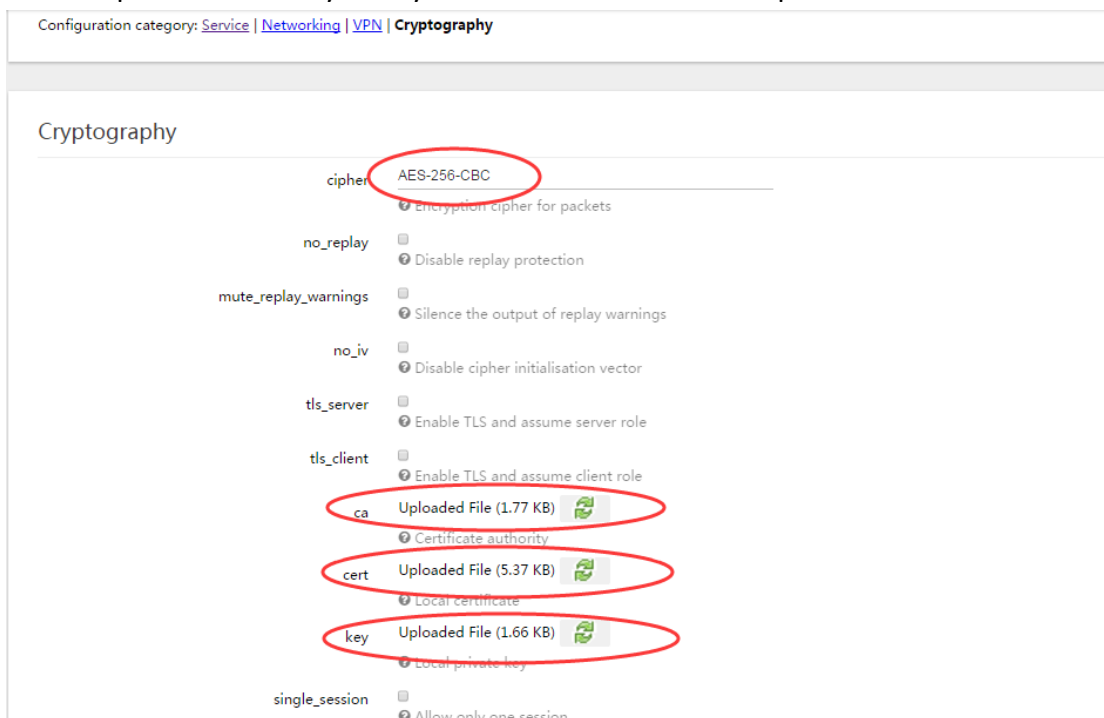 Configuration category: Service | Networking | VPN | Cryptography
Cryptography
cipher AES-256-CBC
Encryption cipher for packets
no_replay
Disable replay protection
mute_replay_warnings
Silence the output of replay warnings
no_iv
Disable cipher initialisation vector
tls_server
Enable TLS and assume server role
tls_client
Enable TLS and assume client role
ca Uploaded File (1.77 KB)
Certificate authority
cert Uploaded File (5.37 KB)
Local certificate
key Uploaded File (1.66 KB)
Local private key
single_session
Allow only one session